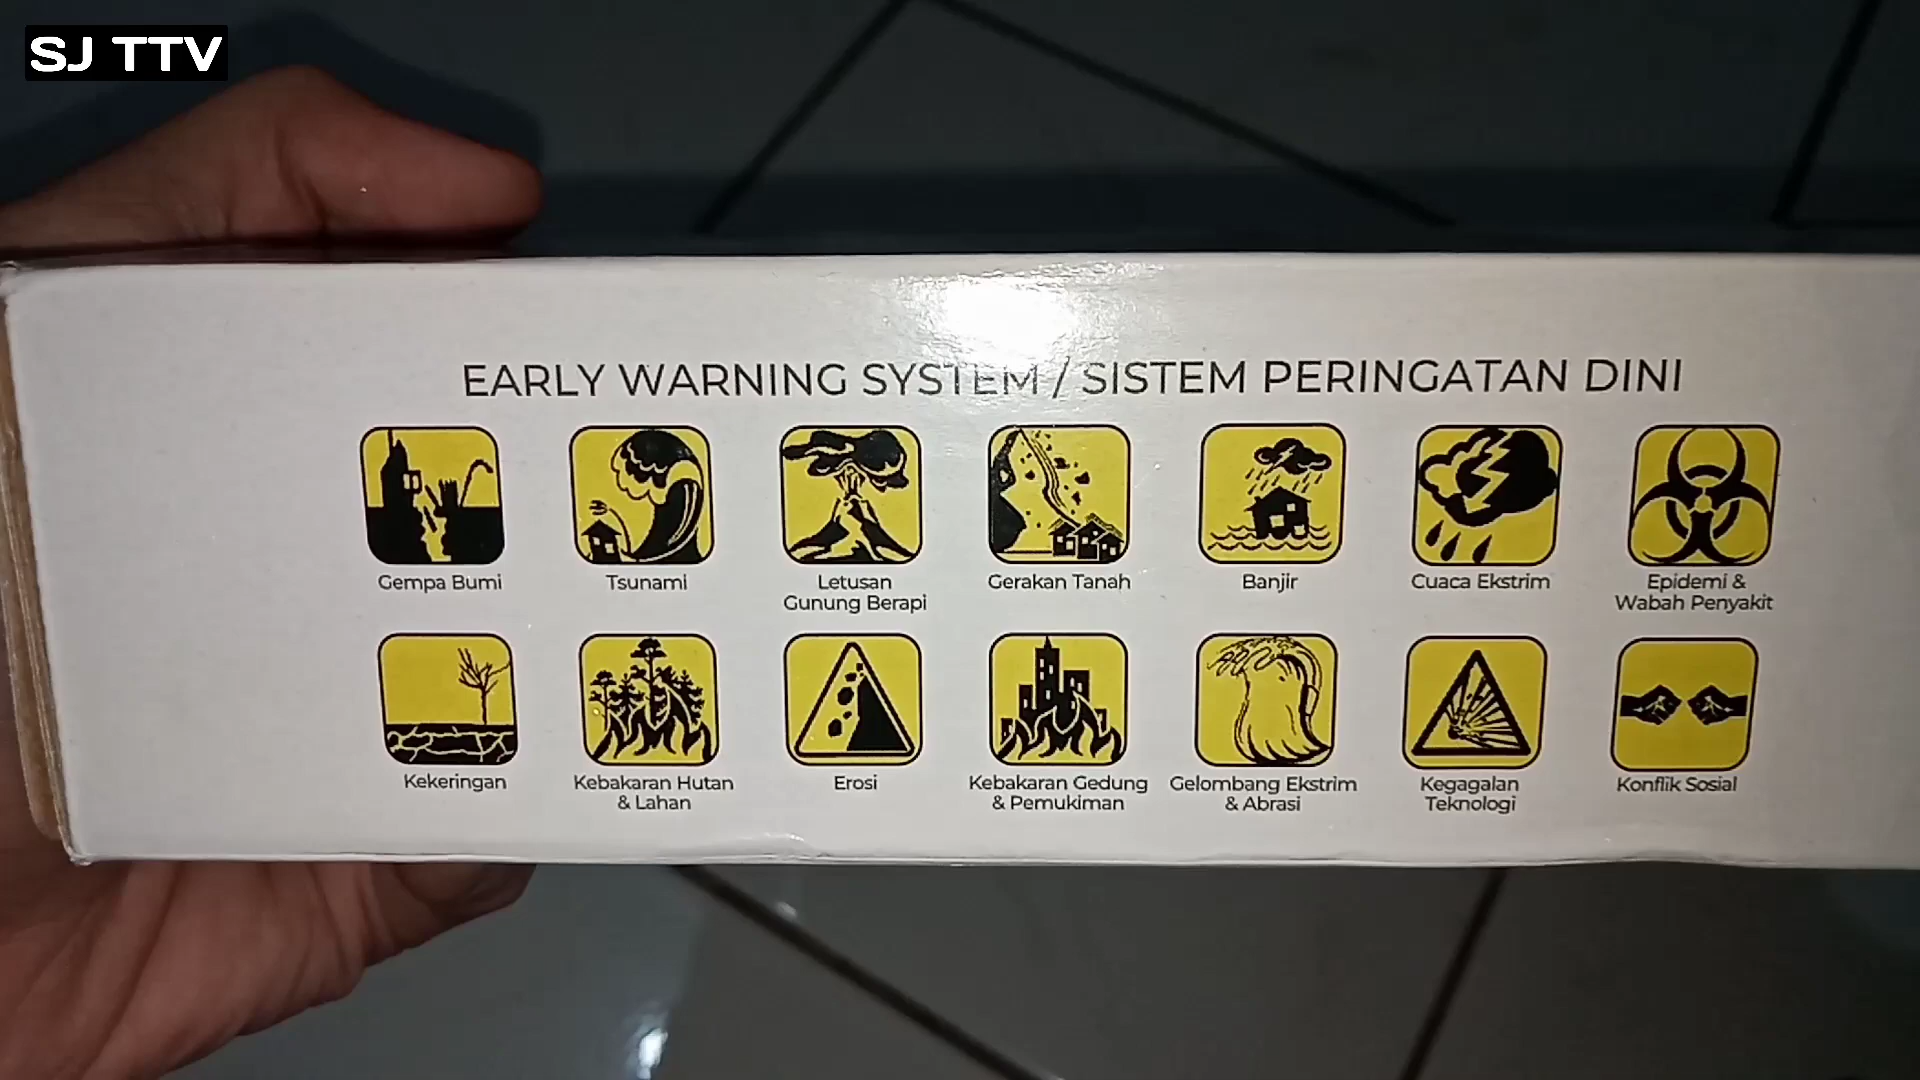 SJ TTV
EARLY WARNING SYSTEM / SISTEM PERINGATAN DINI
Gempa Bumi
Tsunami
Letusan
Gunung Berapi
Gerakan Tanah
Banjir
Cuaca Ekstrim
Epidemi &
Wabah Penyakit
Kekeringan
Kebakaran Hutan
& Lahan
Erosi
Kebakaran Gedung
& Pemukiman
Gelombang Ekstrim
& Abrasi
Kegagalan
Teknologi
Konflik Sosial